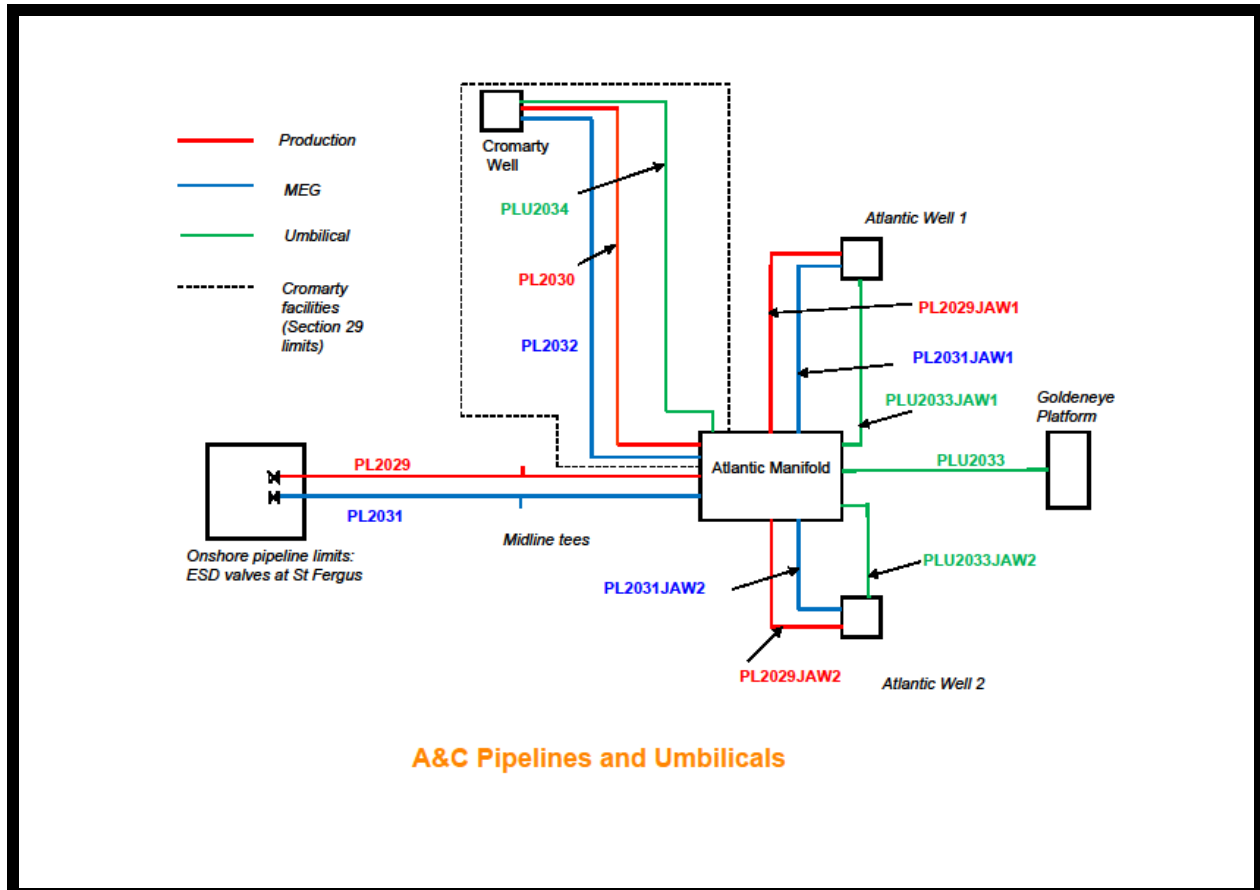 Production
MEG
Umbilical
Cromarty
facilities
(Section 29
limits)
Cromarty
Well
PLU2034
PL2030
PL2032
Atlantic Well 1
PL2029JAW1
PL2031JAW1
PLU2033JAW1
Goldeneye
Platform
Atlantic Manifold
PLU2033
PL2029
PL2031
Onshore pipeline limits:
ESD valves at St Fergus
Midline tees
PL2031JAW2
PLU2033JAW2
PL2029JAW2
Atlantic Well 2
A&C Pipelines and Umbilicals